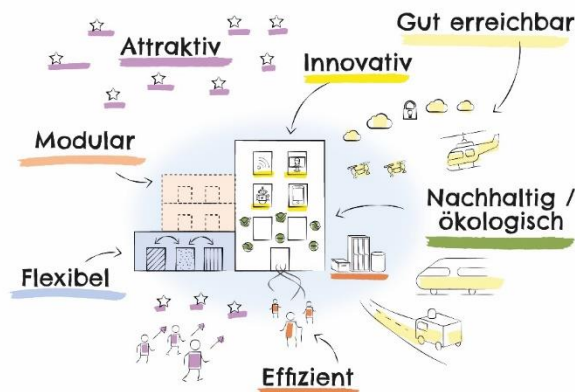 Gut erreichbar
Attraktiv
Innovativ
Modular
Nachhaltig /
ökologisch
Flexibel
Effizient